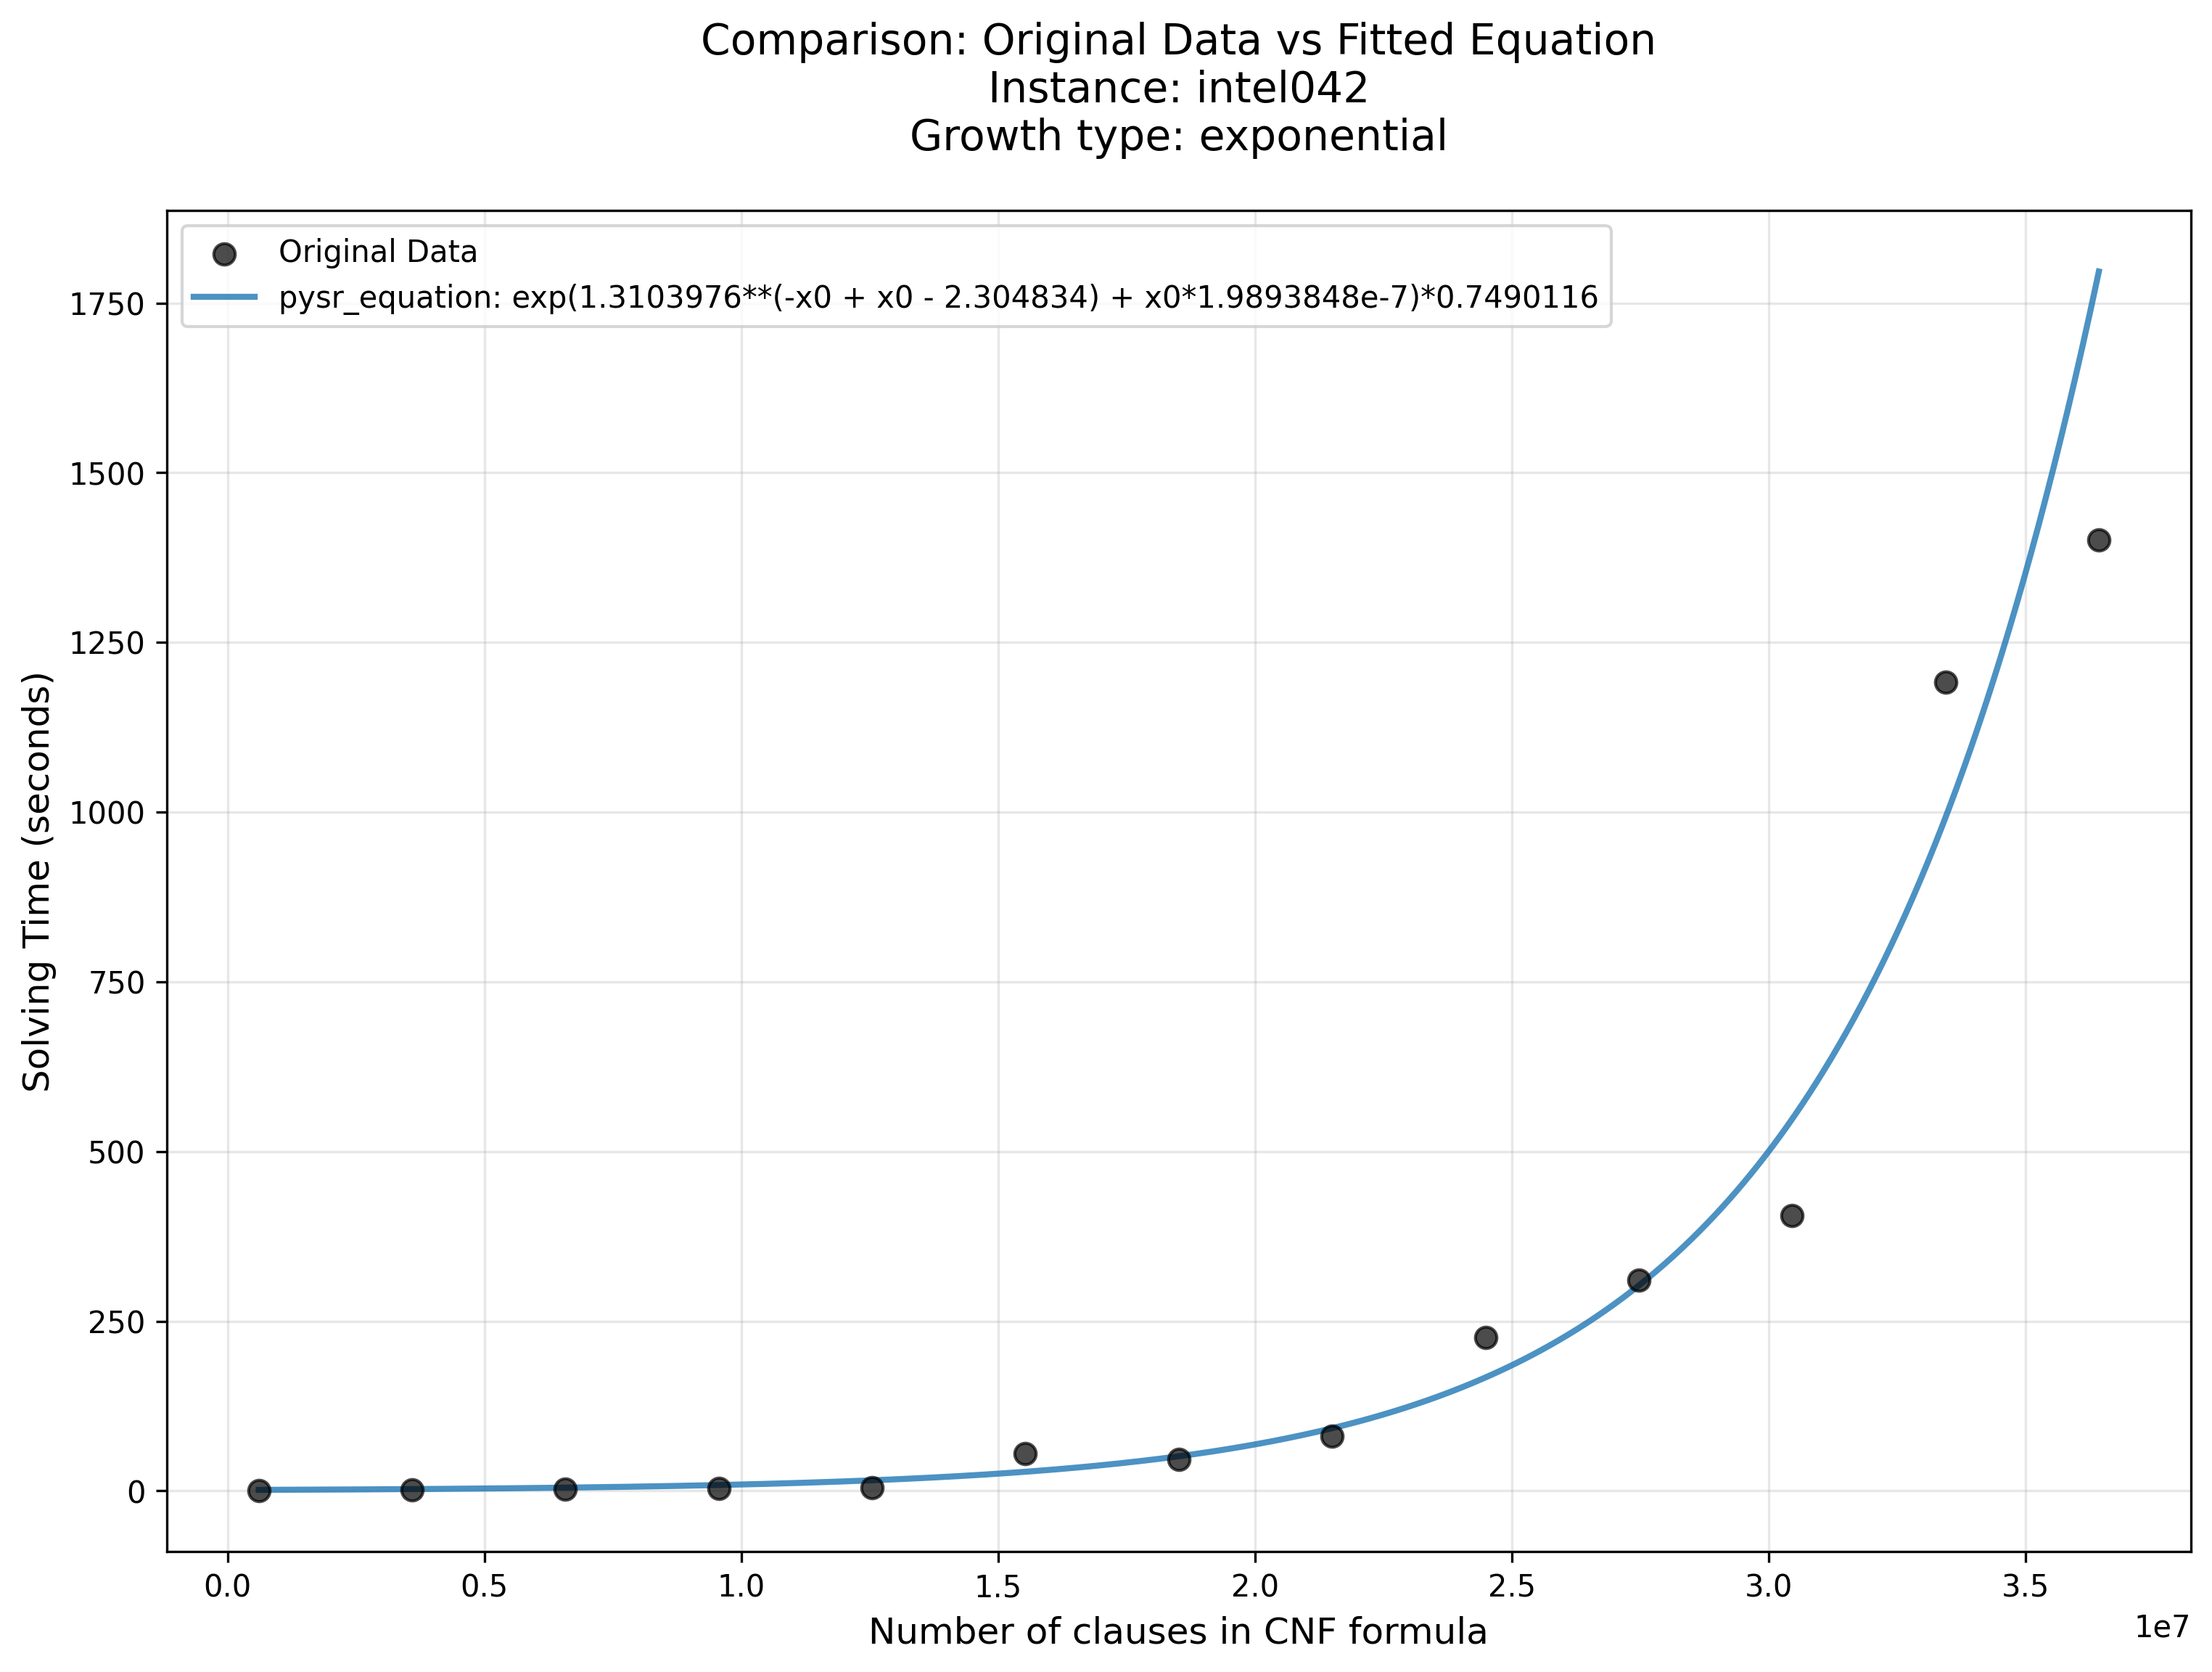 Comparison: Original Data vs Fitted Equation
Instance: intel042
Growth type: exponential
Original Data
pysr_equation: exp(1.3103976**(-x0 + x0 - 2.304834) + x0*1.9893848e-7)*0.7490116
1750
1500
1250
1000
750
500
250
0
Solving Time (seconds)
0.0 0.5 1.0 1.5 2.0 2.5 3.0 3.5
1e7
Number of clauses in CNF formula